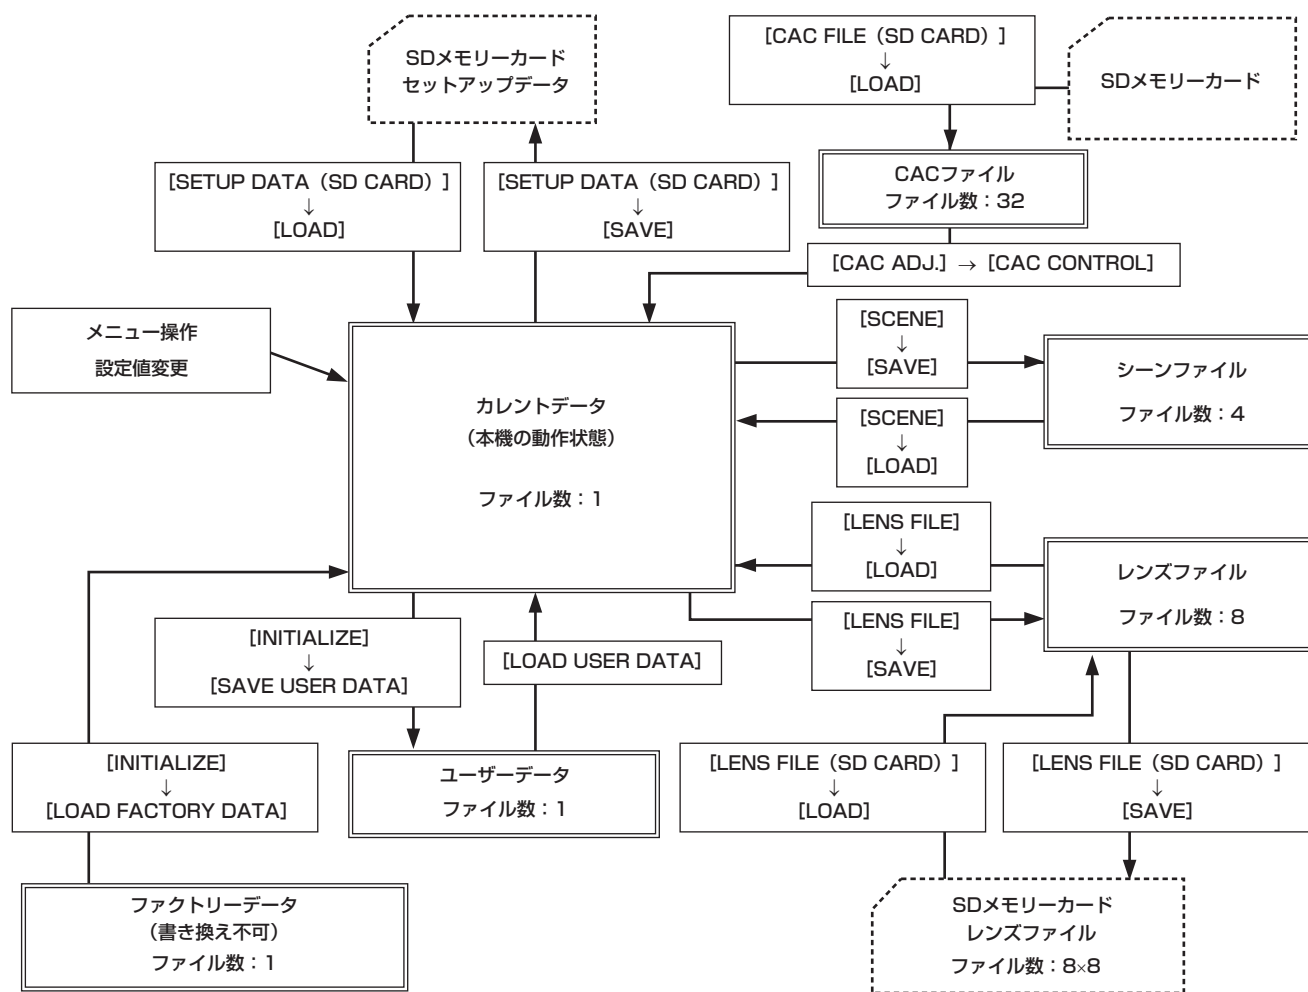 SDメモリーカード
セットアップデータ
[CAC FILE（SD CARD）]
↓
[LOAD]
SDメモリーカード
[SETUP DATA（SD CARD）]
↓
[LOAD]
[SETUP DATA（SD CARD）]
↓
[SAVE]
CACファイル
ファイル数：32
[CAC ADJ.] → [CAC CONTROL]
メニュー操作
設定値変更
カレントデータ
（本機の動作状態）
ファイル数：1
[SCENE]
↓
[SAVE]
[SCENE]
↓
[LOAD]
シーンファイル
ファイル数：4
[LENS FILE]
↓
[LOAD]
[LENS FILE]
↓
[SAVE]
レンズファイル
ファイル数：8
[INITIALIZE]
↓
[SAVE USER DATA]
[LOAD USER DATA]
[INITIALIZE]
↓
[LOAD FACTORY DATA]
ユーザーデータ
ファイル数：1
[LENS FILE（SD CARD）]
↓
[LOAD]
[LENS FILE（SD CARD）]
↓
[SAVE]
ファクトリーデータ
（書き換え不可）
ファイル数：1
SDメモリーカード
レンズファイル
ファイル数：8×8